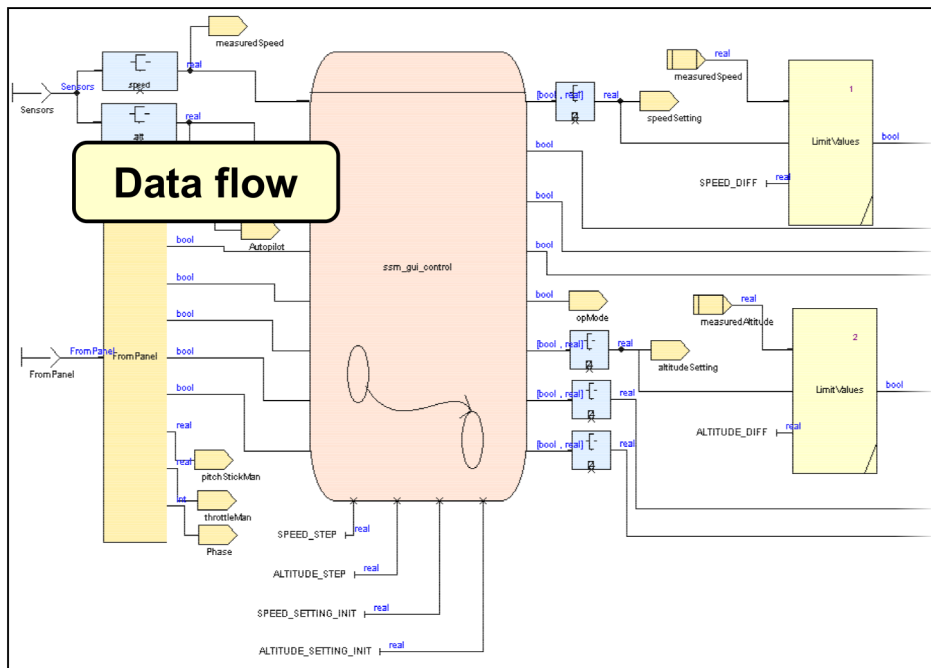 measuredSpeed
real
speed
Sensors
Sensors
real
Data flow
Autopilot
bool
bool
bool
bool
bool
FromPanel
FromPanel
FromPanel
real
pitchStickMan
real
throttleMan
Phase
ssm_gui_control
SPEED_STEP
real
ALTITUDE_STEP
real
SPEED_SETTING_INIT
real
ALTITUDE_SETTING_INIT
real
[bool , real]
real
speedSetting
bool
bool
bool
bool
opMode
[bool , real]
real
altitudeSetting
[bool , real]
real
[bool , real]
real
real
measuredSpeed
1
LimitValues
bool
SPEED_DIFF
real
real
measuredAltitude
2
LimitValues
bool
ALTITUDE_DIFF
real